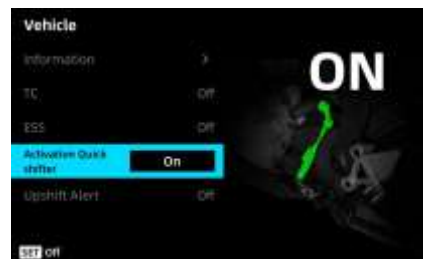 Vehicle
Information
TC Off
ESS Off
Activation Quick
shifter On
Upshift Alert Off
SET Off
ON